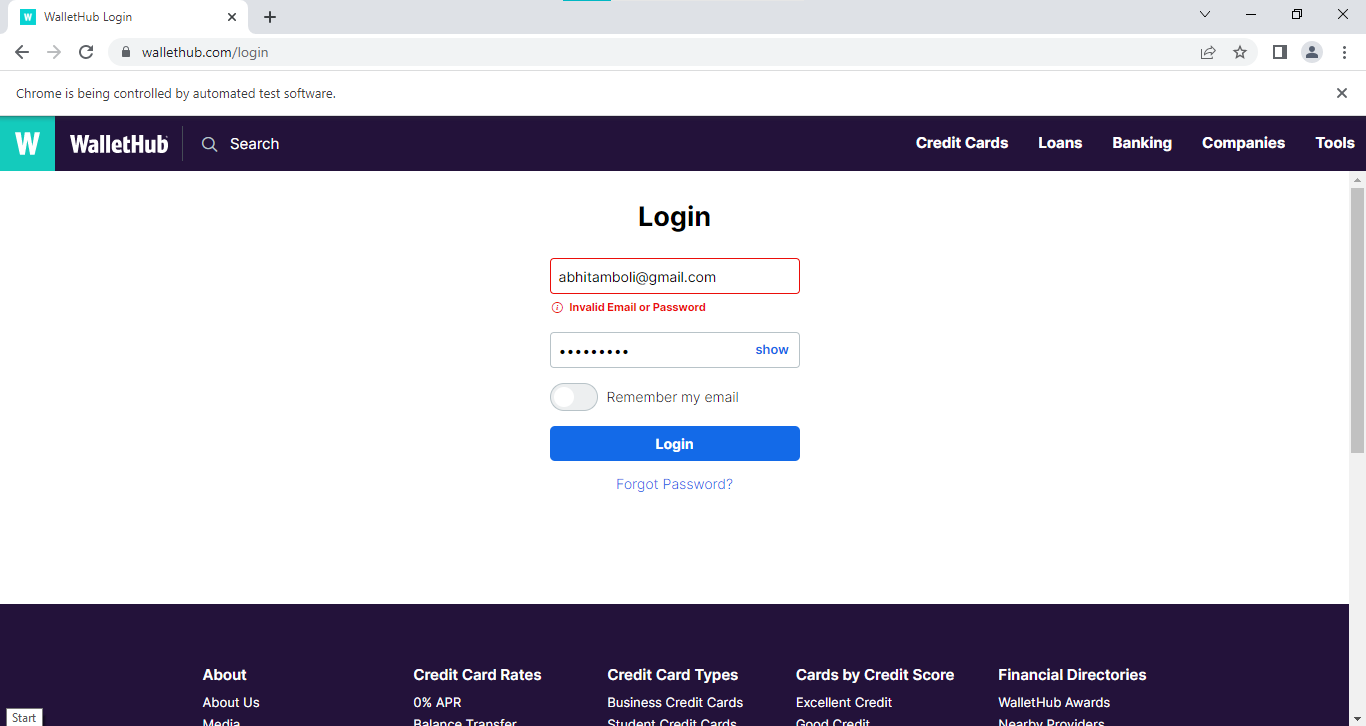 W WalletHub Login
wallethub.com/login
Chrome is being controlled by automated test software.
W WalletHub Search Credit Cards Loans Banking Companies Tools
Login
abhitamboli@gmail.com
Invalid Email or Password
••••••••• show
Remember my email
Login
Forgot Password?
About Credit Card Rates Credit Card Types Cards by Credit Score Financial Directories
About Us 0% APR Business Credit Cards Excellent Credit WalletHub Awards
Media Balance Transfer Student Credit Cards Good Credit Nearby Providers
Start